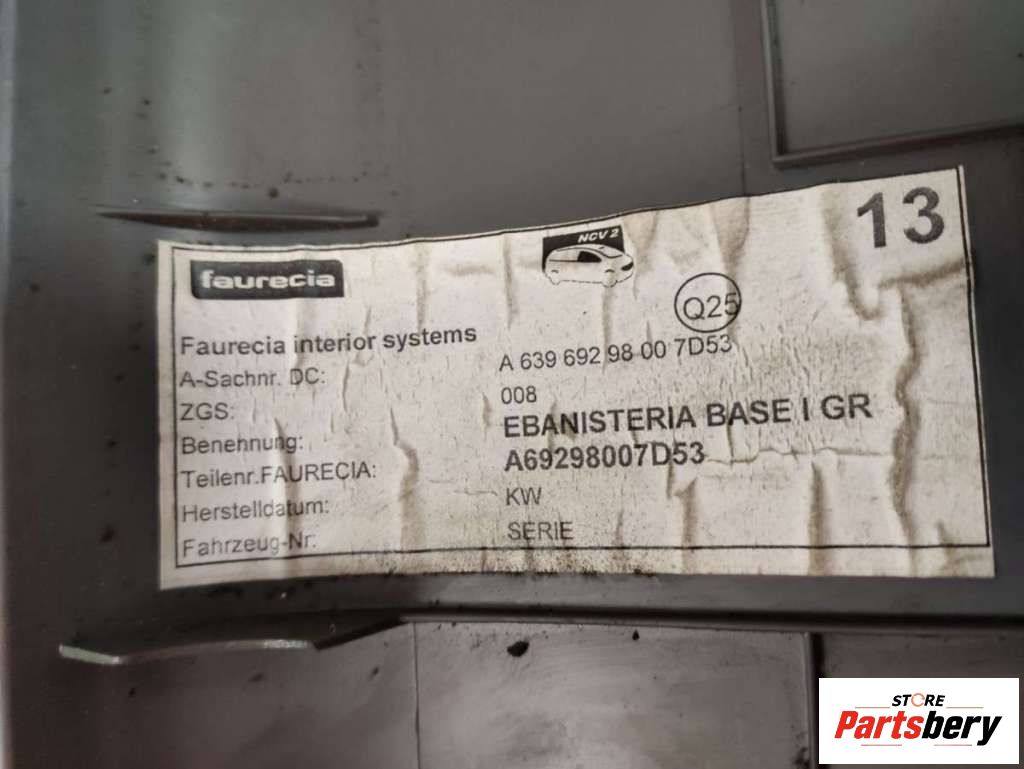 13
NCV 2
faurecia
Q25
Faurecia interior systems
A-Sachnr. DC: A 639 692 98 00 7D53
ZGS: 008
Benehnung: EBANISTERIA BASE I GR
Teilenr.FAURECIA: A69298007D53
Herstelldatum: KW
Fahrzeug-Nr: SERIE
STORE
Partsbery